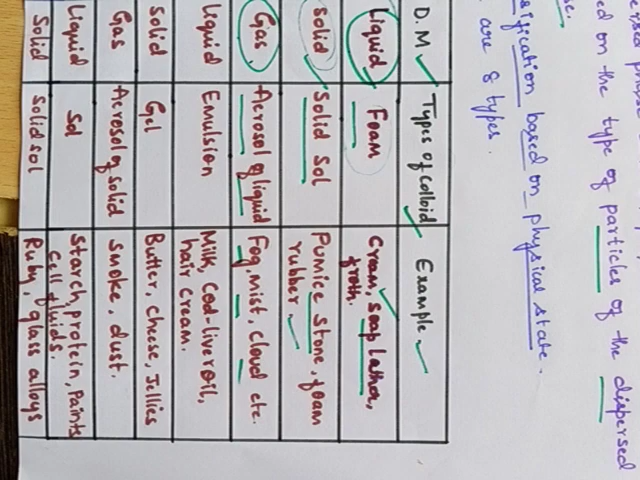 ed on the type of particles of the dispersed
sification based on physical state.
are 8 types.
D.M Types of colloid Example
Liquid Foam Cream, soap lather,
froth.
solid Solid sol Pumice stone, foam
rubber
Gas Aerosol of liquid Fog, mist, cloud etc.
Liquid Emulsion Milk, Cod-liver oil,
hair cream.
Solid Gel Butter, Cheese, Jellies
Gas Aerosol of solid Smoke, dust.
Liquid Sol Starch, protein, Paints
Cell fluids.
Solid Solid sol Ruby, glass alloys